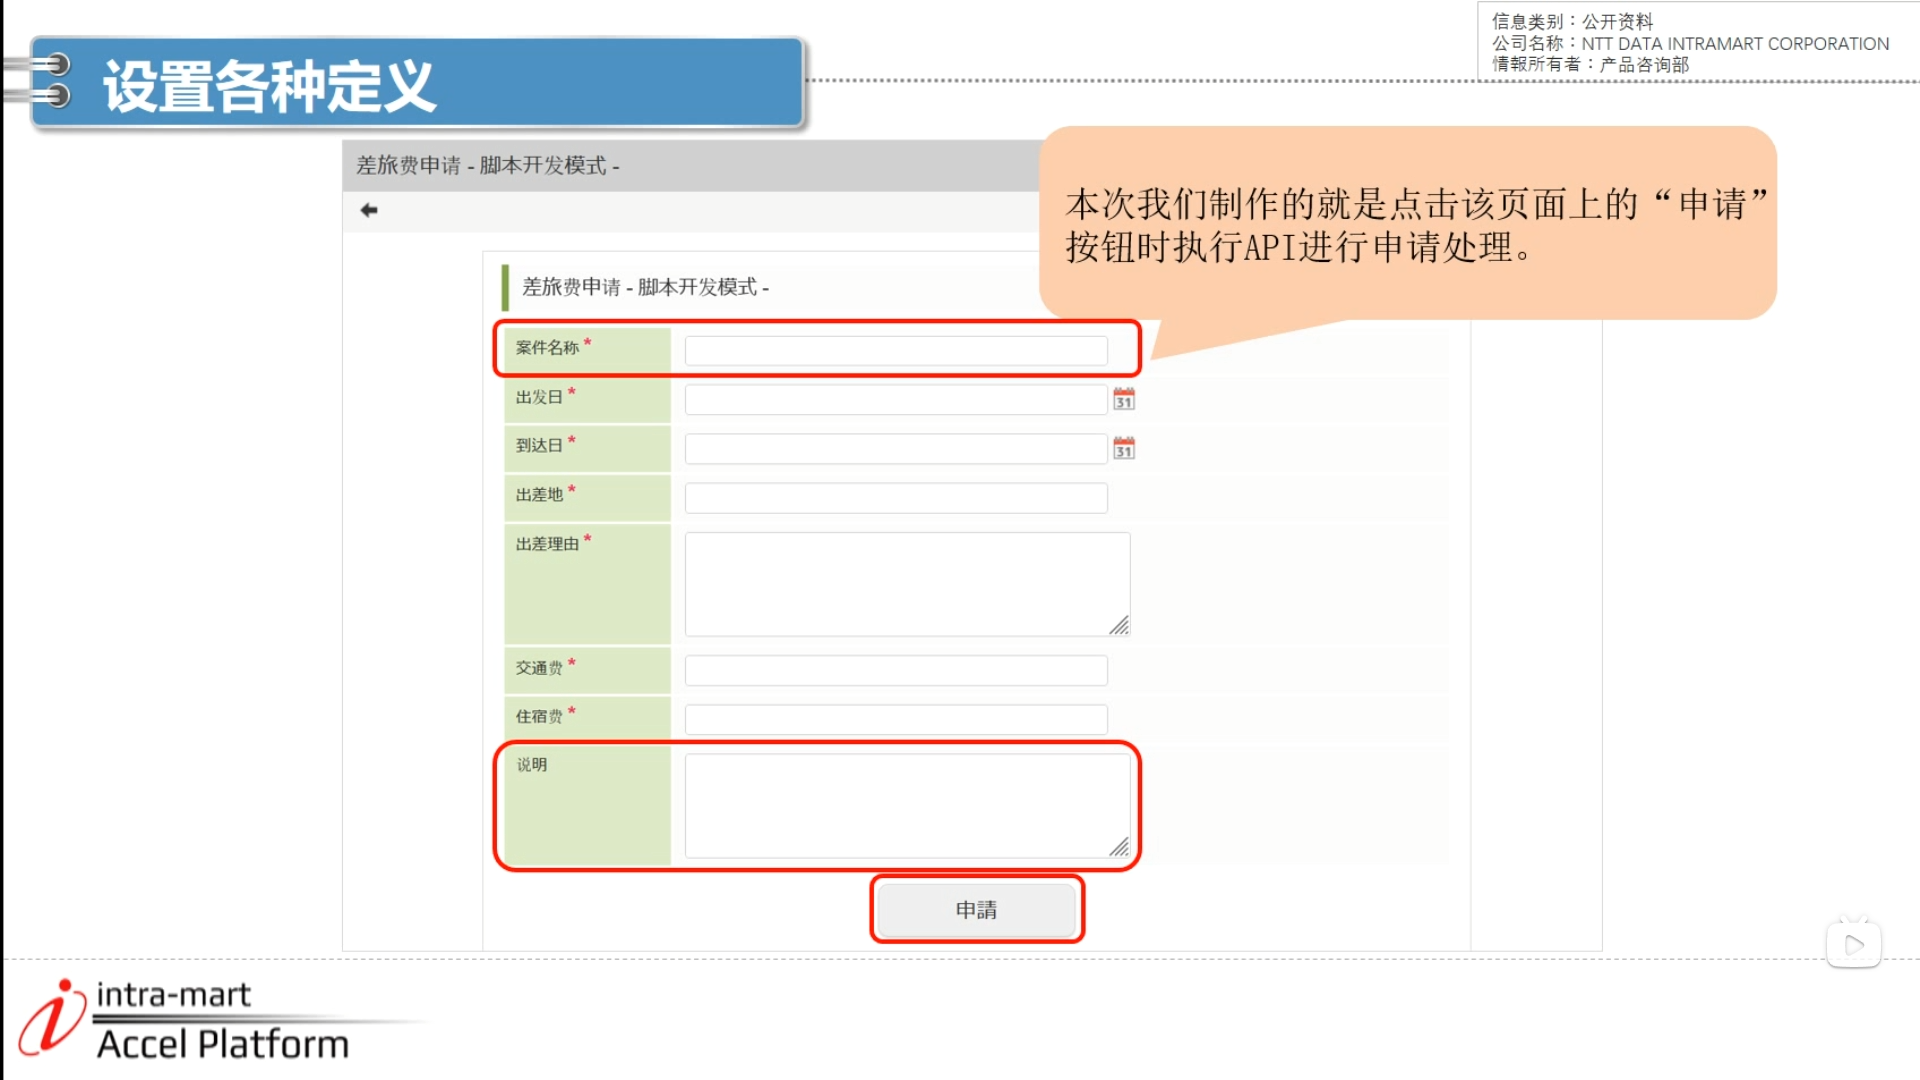 信息类别：公开资料
公司名称：NTT DATA INTRAMART CORPORATION
情報所有者：产品咨询部
设置各种定义
差旅费申请 - 脚本开发模式 -
本次我们制作的就是点击该页面上的“申请”
按钮时执行API进行申请处理。
差旅费申请 - 脚本开发模式 -
案件名称 *
出发日 *
31
到达日 *
31
出差地 *
出差理由 *
交通费 *
住宿费 *
说明
申請
intra-mart
Accel Platform